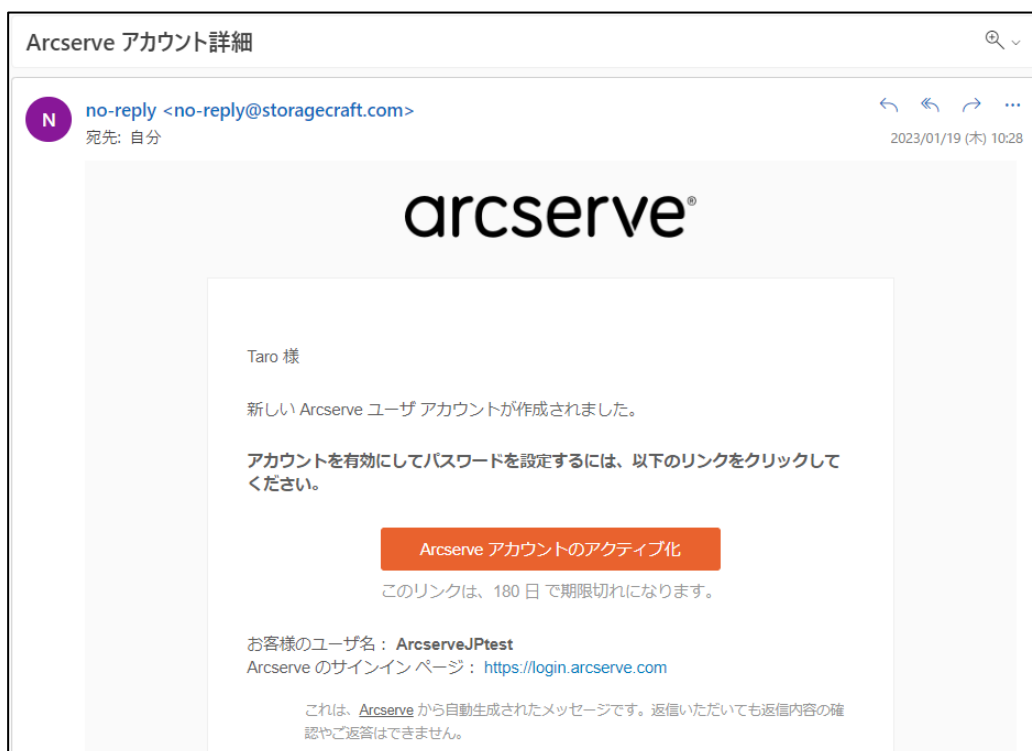 Arcserve アカウント詳細
N
no-reply <no-reply@storagecraft.com>
宛先: 自分
2023/01/19 (木) 10:28
arcserve®
Taro 様
新しい Arcserve ユーザ アカウントが作成されました。
アカウントを有効にしてパスワードを設定するには、以下のリンクをクリックして
ください。
Arcserve アカウントのアクティブ化
このリンクは、180 日 で期限切れになります。
お客様のユーザ名： ArcserveJPtest
Arcserve のサインイン ページ： https://login.arcserve.com
これは、Arcserve から自動生成されたメッセージです。返信いただいても返信内容の確
認やご返答はできません。